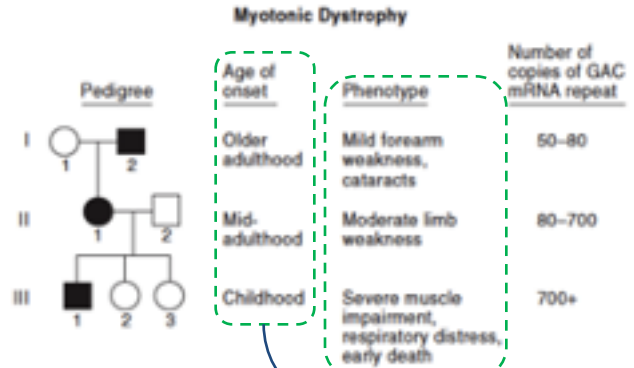 Myotonic Dystrophy
Pedigree
Age of
onset
Phenotype
Number of
copies of GAC
mRNA repeat
I
1
2
Older
adulthood
Mild forearm
weakness,
cataracts
50–80
II
1
2
Mid-
adulthood
Moderate limb
weakness
80–700
III
1
2
3
Childhood
Severe muscle
impairment,
respiratory distress,
early death
700+